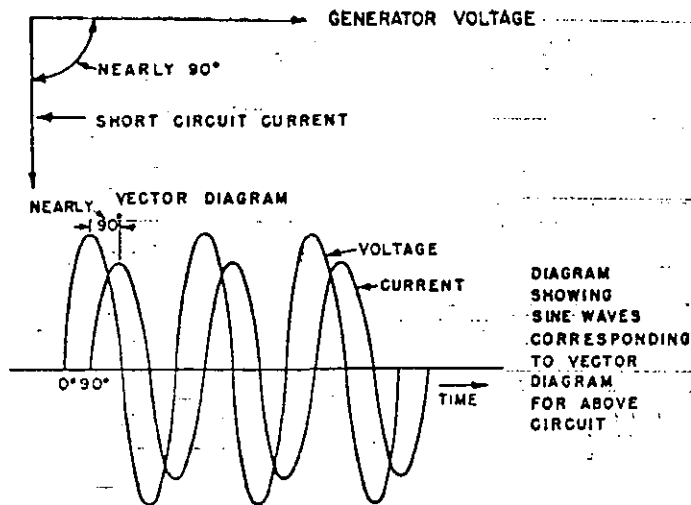 GENERATOR VOLTAGE
NEARLY 90°
SHORT CIRCUIT CURRENT
VECTOR DIAGRAM
NEARLY
90°
VOLTAGE
CURRENT
0° 90°
TIME
DIAGRAM
SHOWING
SINE WAVES
CORRESPONDING
TO VECTOR
DIAGRAM
FOR ABOVE
CIRCUIT